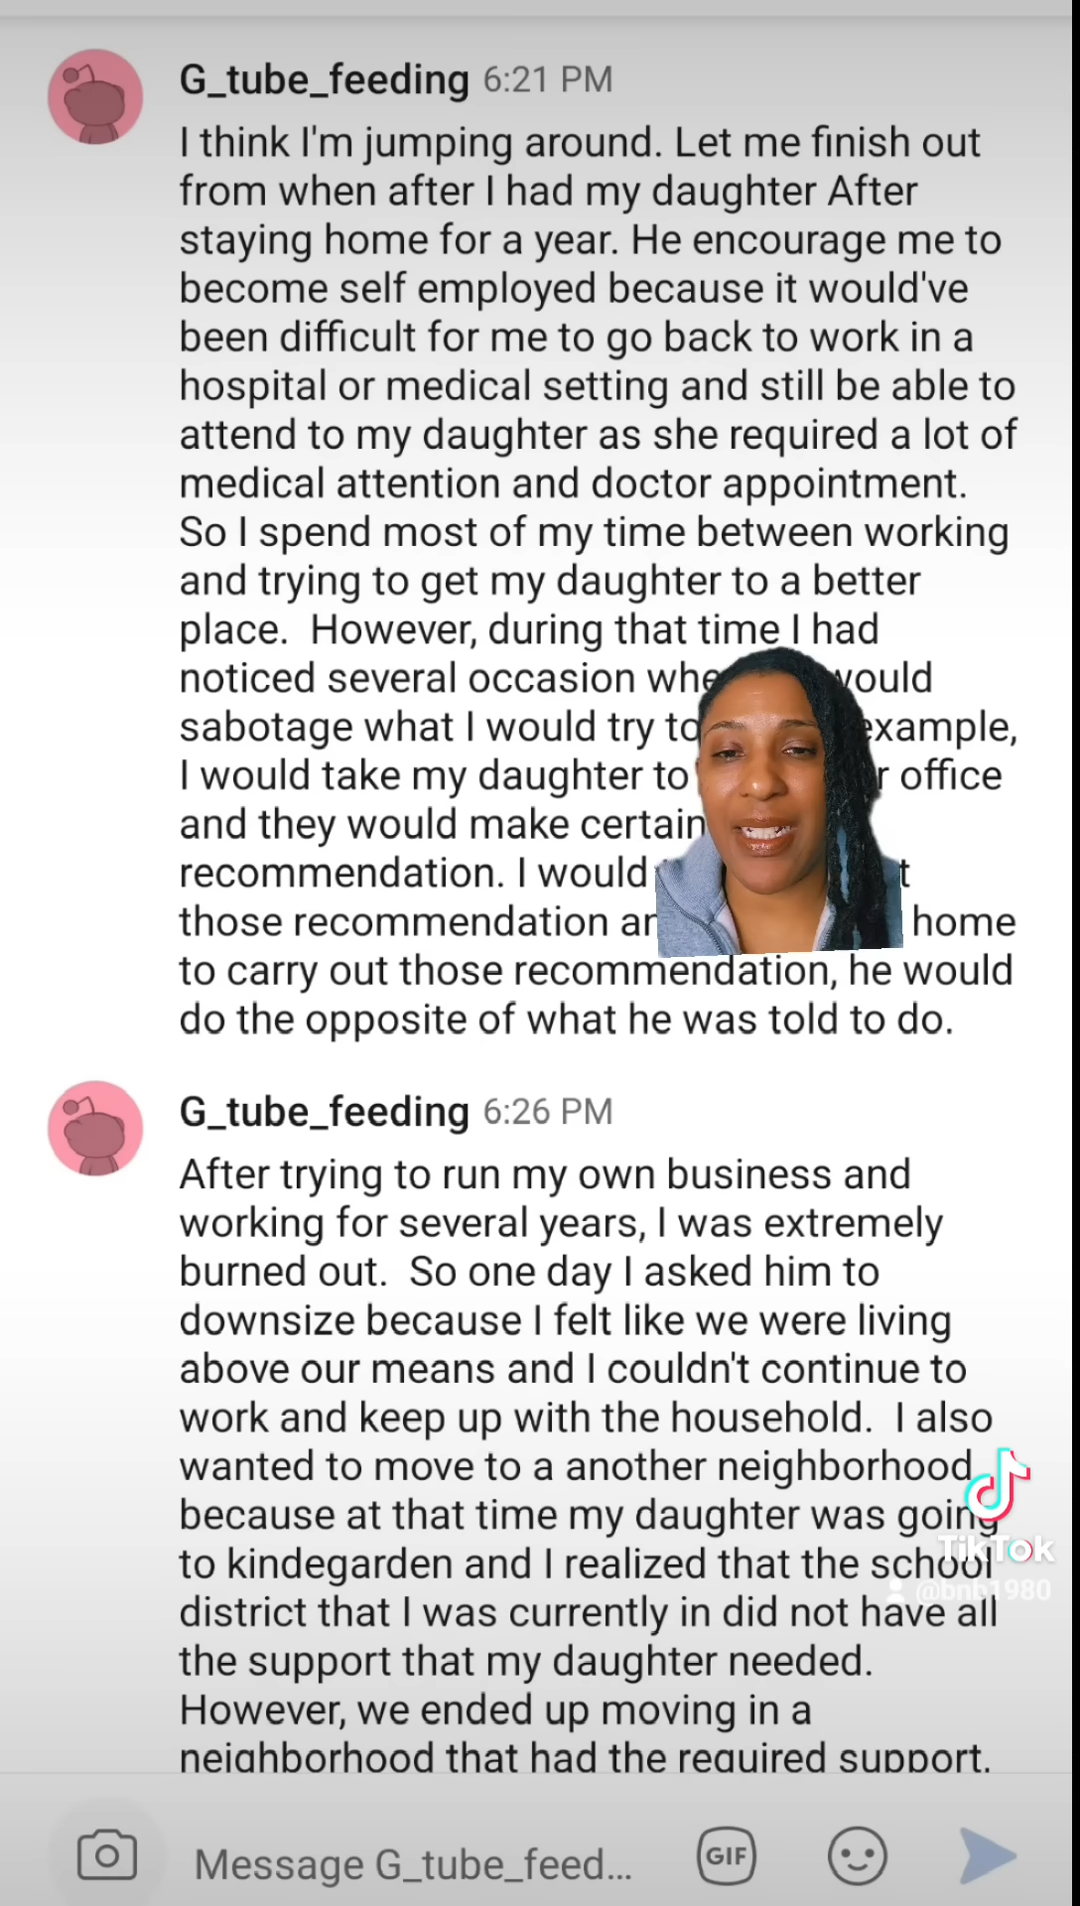 G_tube_feeding 6:21 PM
I think I'm jumping around. Let me finish out
from when after I had my daughter After
staying home for a year. He encourage me to
become self employed because it would've
been difficult for me to go back to work in a
hospital or medical setting and still be able to
attend to my daughter as she required a lot of
medical attention and doctor appointment.
So I spend most of my time between working
and trying to get my daughter to a better
place.  However, during that time I had
noticed several occasion would
sabotage what I would try to example,
I would take my daughter to office
and they would make certain
recommendation. I would
those recommendation home
to carry out those recommendation, he would
do the opposite of what he was told to do.
G_tube_feeding 6:26 PM
After trying to run my own business and
working for several years, I was extremely
burned out.  So one day I asked him to
downsize because I felt like we were living
above our means and I couldn't continue to
work and keep up with the household.  I also
wanted to move to a another neighborhood
because at that time my daughter was going
to kindegarden and I realized that the school
district that I was currently in did not have all
the support that my daughter needed.
However, we ended up moving in a
neighborhood that had the required support.
TikTok
@bnb1980
Message G_tube_feed...
GIF